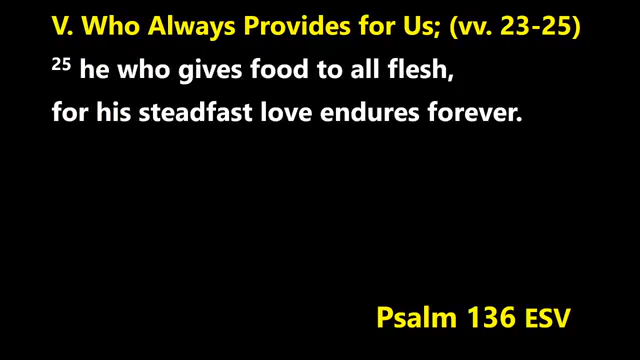 V. Who Always Provides for Us; (vv. 23-25)
25 he who gives food to all flesh,
for his steadfast love endures forever.
Psalm 136 ESV